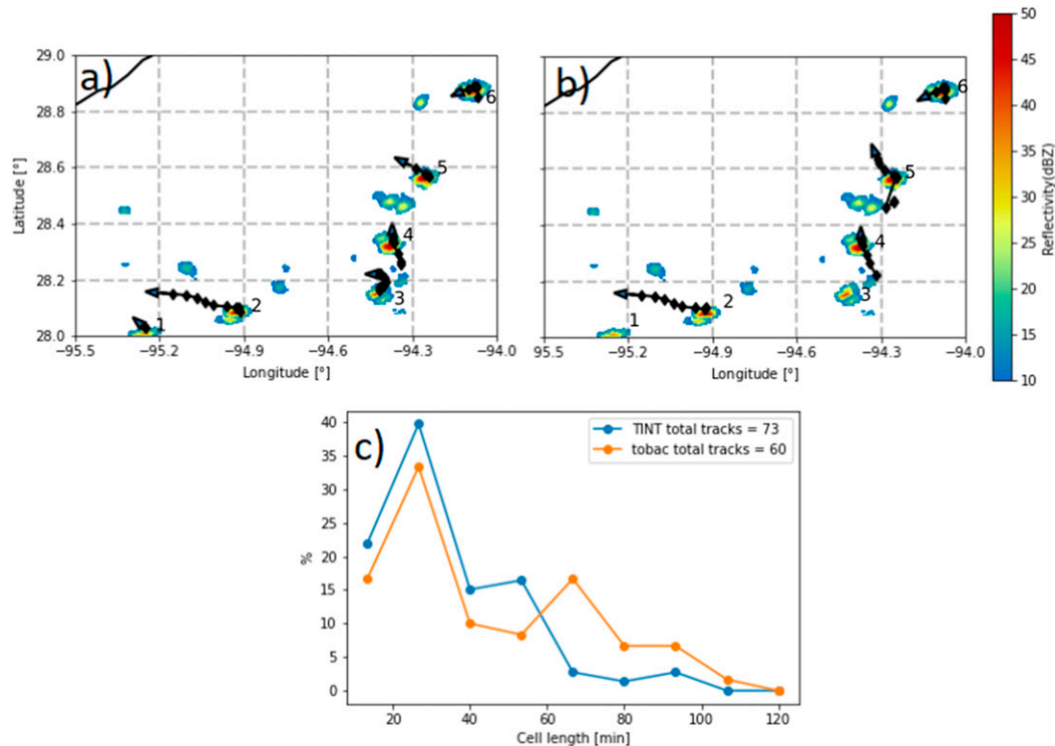 a)
29.0
28.8
28.6
28.4
28.2
28.0
Latitude [°]
6
5
4
3
2
1
−95.5 −95.2 −94.9 −94.6 −94.3 −94.0
Longitude [°]
b)
6
5
4
3
2
1
95.5 −95.2 −94.9 −94.6 −94.3 −94.0
Longitude [°]
50
45
40
35
30
25
20
15
10
Reflectivity(dBZ)
c)
TINT total tracks = 73
tobac total tracks = 60
40
35
30
25
20
15
10
5
0
%
20 40 60 80 100 120
Cell length [min]